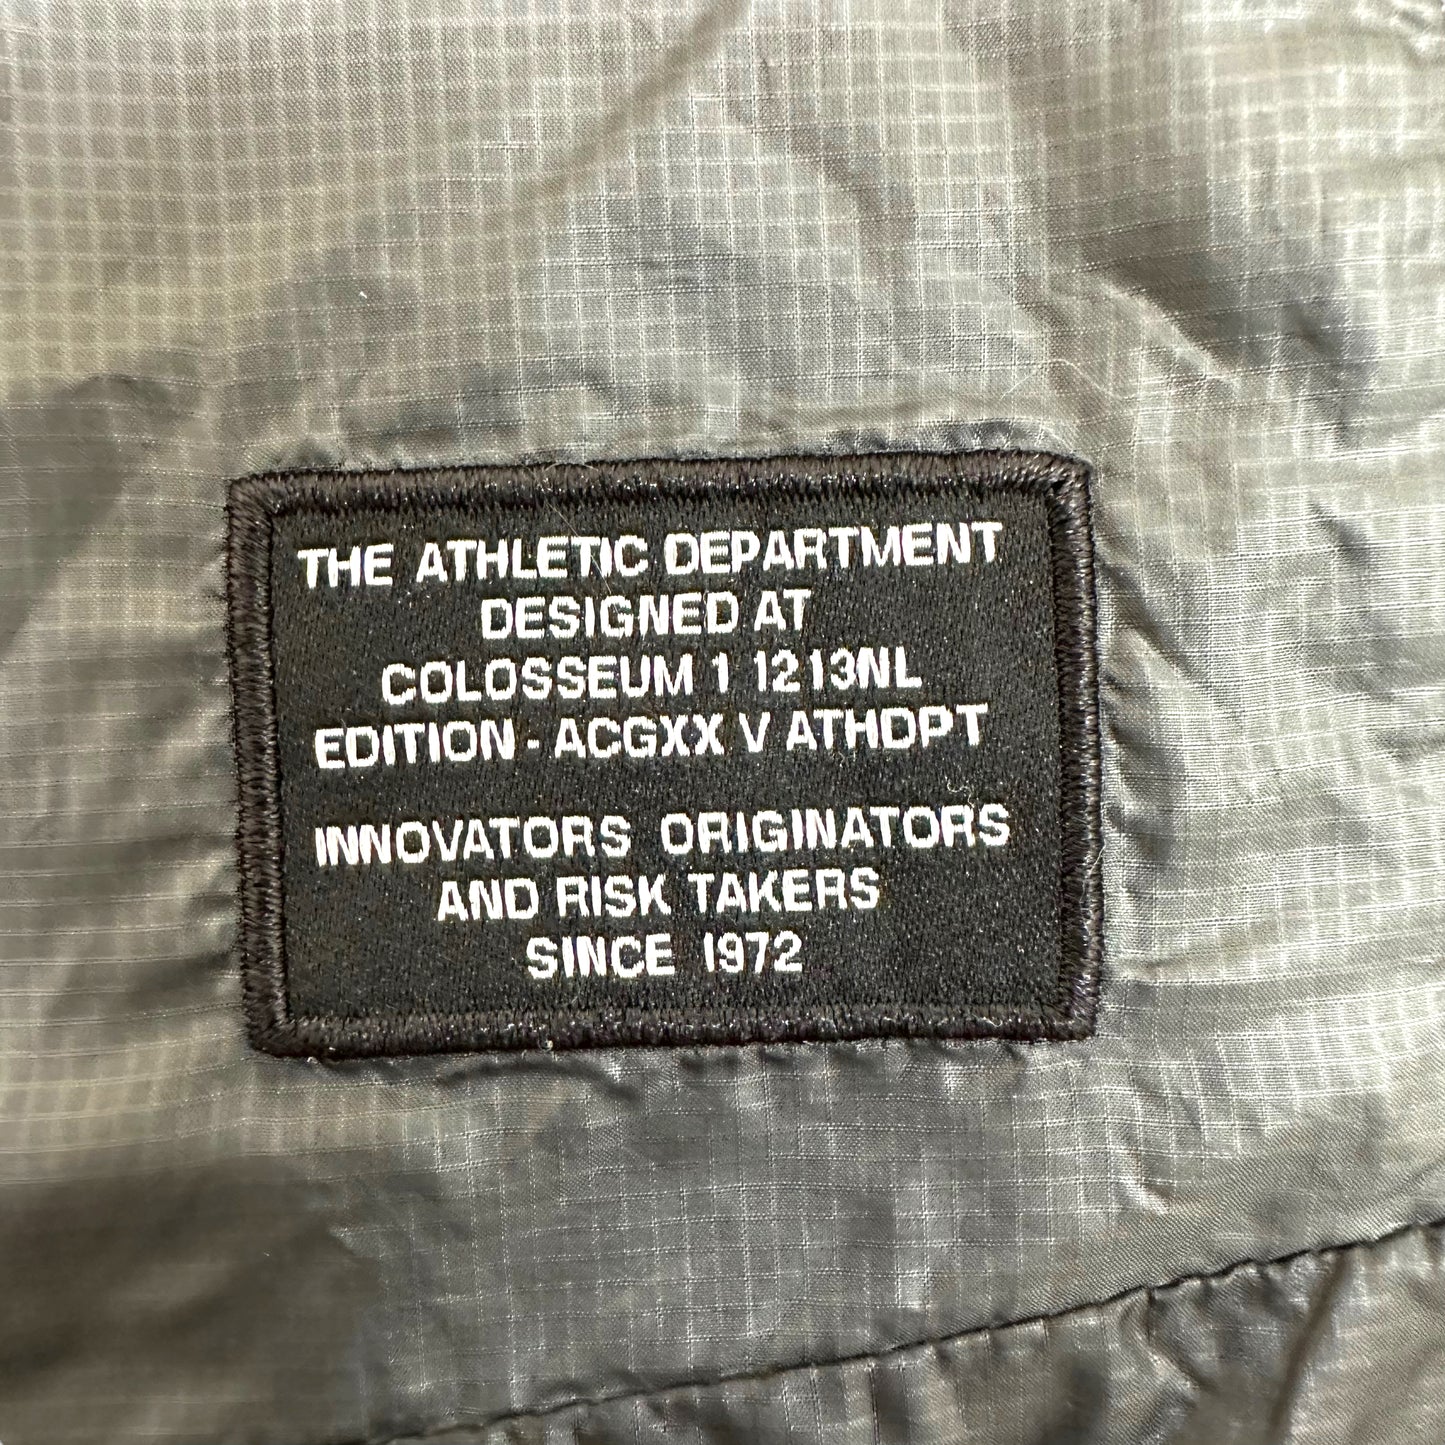 THE ATHLETIC DEPARTMENT
DESIGNED AT
COLOSSEUM 1 1213NL
EDITION - ACGXX V ATHDPT
INNOVATORS ORIGINATORS
AND RISK TAKERS
SINCE 1972